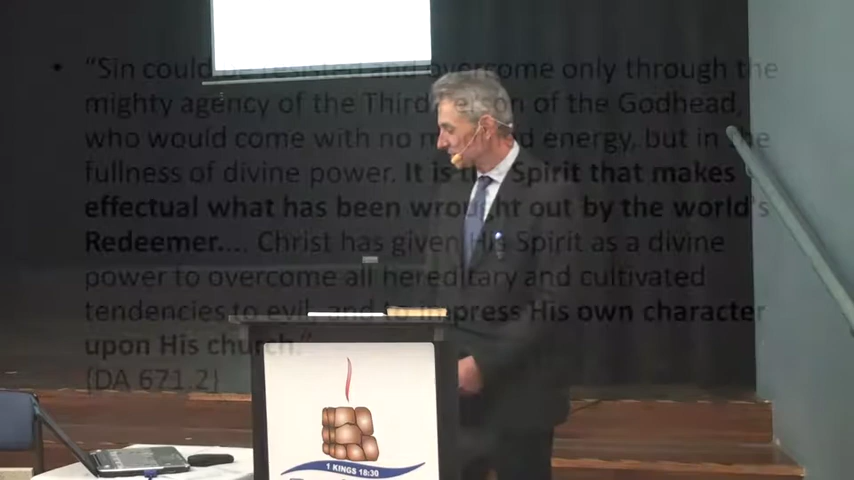 • “Sin could be resisted and overcome only through the
mighty agency of the Third Person of the Godhead,
who would come with no modified energy, but in the
fullness of divine power. It is the Spirit that makes
effectual what has been wrought out by the world's
Redeemer.... Christ has given His Spirit as a divine
power to overcome all hereditary and cultivated
tendencies to evil, and to impress His own character
upon His church.”
{DA 671.2}
1 KINGS 18:30